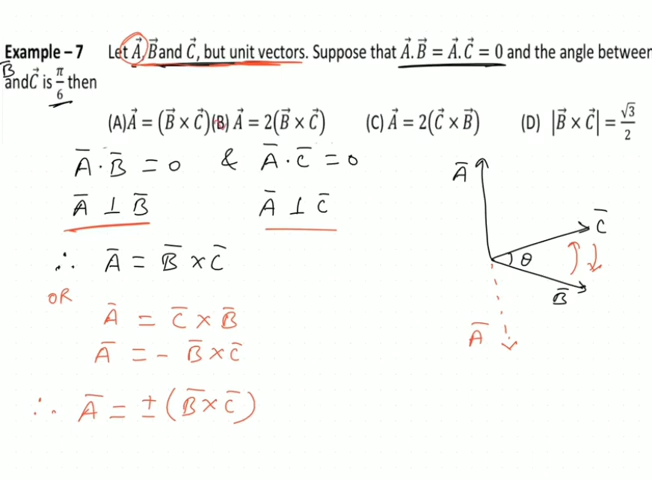 Example – 7 Let A⃗, B⃗ and C⃗, but unit vectors. Suppose that A⃗.B⃗ = A⃗.C⃗ = 0 and the angle between
B⃗ and C⃗ is π/6 then
(A) A⃗ = (B⃗ × C⃗) (B) A⃗ = 2(B⃗ × C⃗) (C) A⃗ = 2(C⃗ × B⃗) (D) |B⃗ × C⃗| = √3/2
A̅ · B̅ = 0 & A̅ · C̅ = 0
A̅ ⊥ B̅ A̅ ⊥ C̅
∴ A̅ = B̅ × C̅
OR
A̅ = C̅ × B̅
A̅ = − B̅ × C̅
∴ A̅ = ± (B̅ × C̅)
A̅
C̅
θ
B̅
A̅